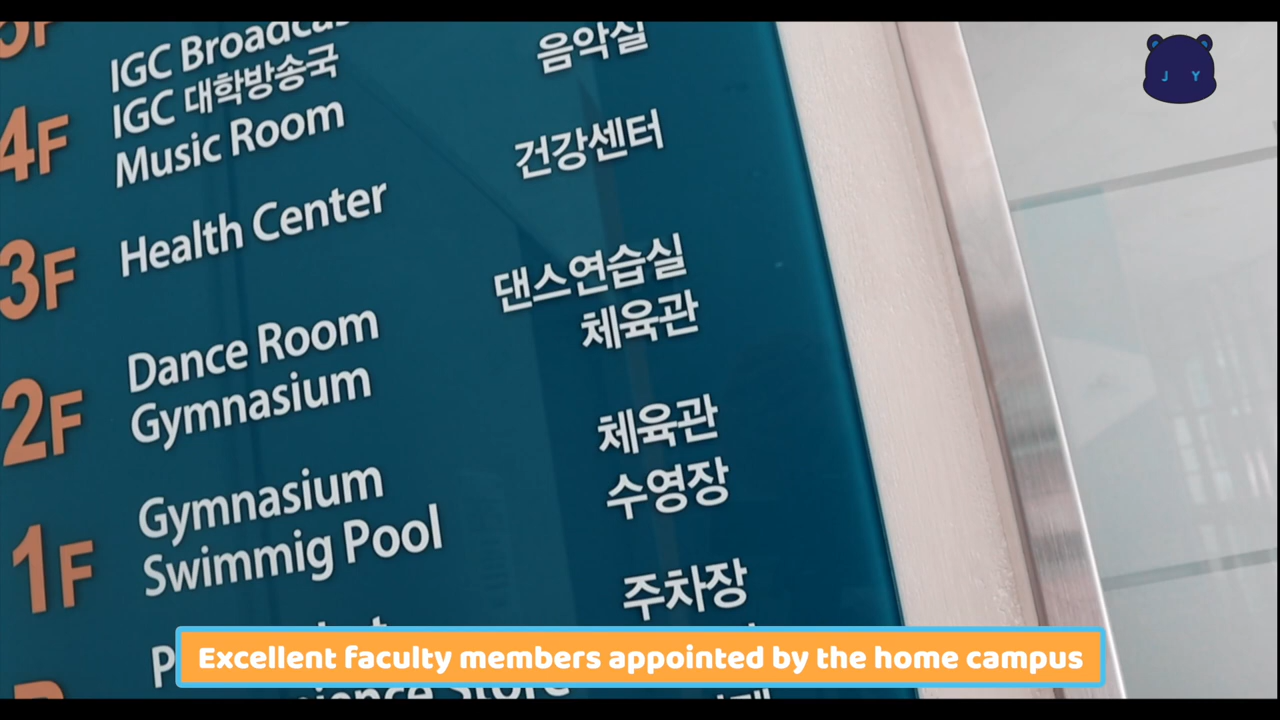 IGC
음악실
4F
IGC 대학방송국
Music Room
건강센터
3F
Health Center
댄스연습실
2F
Dance Room
체육관
Gymnasium
체육관
1F
Gymnasium
수영장
Swimmig Pool
주차장
Store
Excellent faculty members appointed by the home campus
J Y